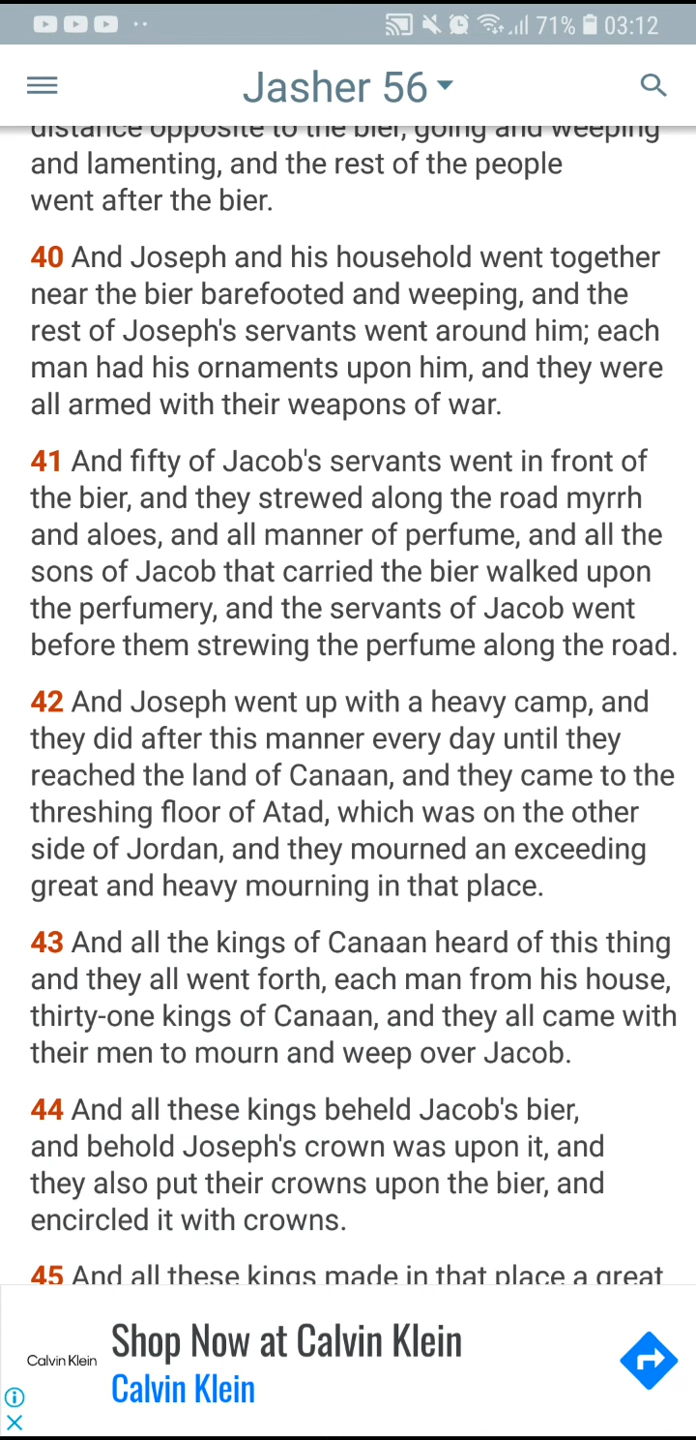 71% 03:12
Jasher 56
distance opposite to the bier, going and weeping
and lamenting, and the rest of the people
went after the bier.
40 And Joseph and his household went together
near the bier barefooted and weeping, and the
rest of Joseph's servants went around him; each
man had his ornaments upon him, and they were
all armed with their weapons of war.
41 And fifty of Jacob's servants went in front of
the bier, and they strewed along the road myrrh
and aloes, and all manner of perfume, and all the
sons of Jacob that carried the bier walked upon
the perfumery, and the servants of Jacob went
before them strewing the perfume along the road.
42 And Joseph went up with a heavy camp, and
they did after this manner every day until they
reached the land of Canaan, and they came to the
threshing floor of Atad, which was on the other
side of Jordan, and they mourned an exceeding
great and heavy mourning in that place.
43 And all the kings of Canaan heard of this thing
and they all went forth, each man from his house,
thirty-one kings of Canaan, and they all came with
their men to mourn and weep over Jacob.
44 And all these kings beheld Jacob's bier,
and behold Joseph's crown was upon it, and
they also put their crowns upon the bier, and
encircled it with crowns.
45 And all these kings made in that place a great
Shop Now at Calvin Klein
Calvin Klein
Calvin Klein